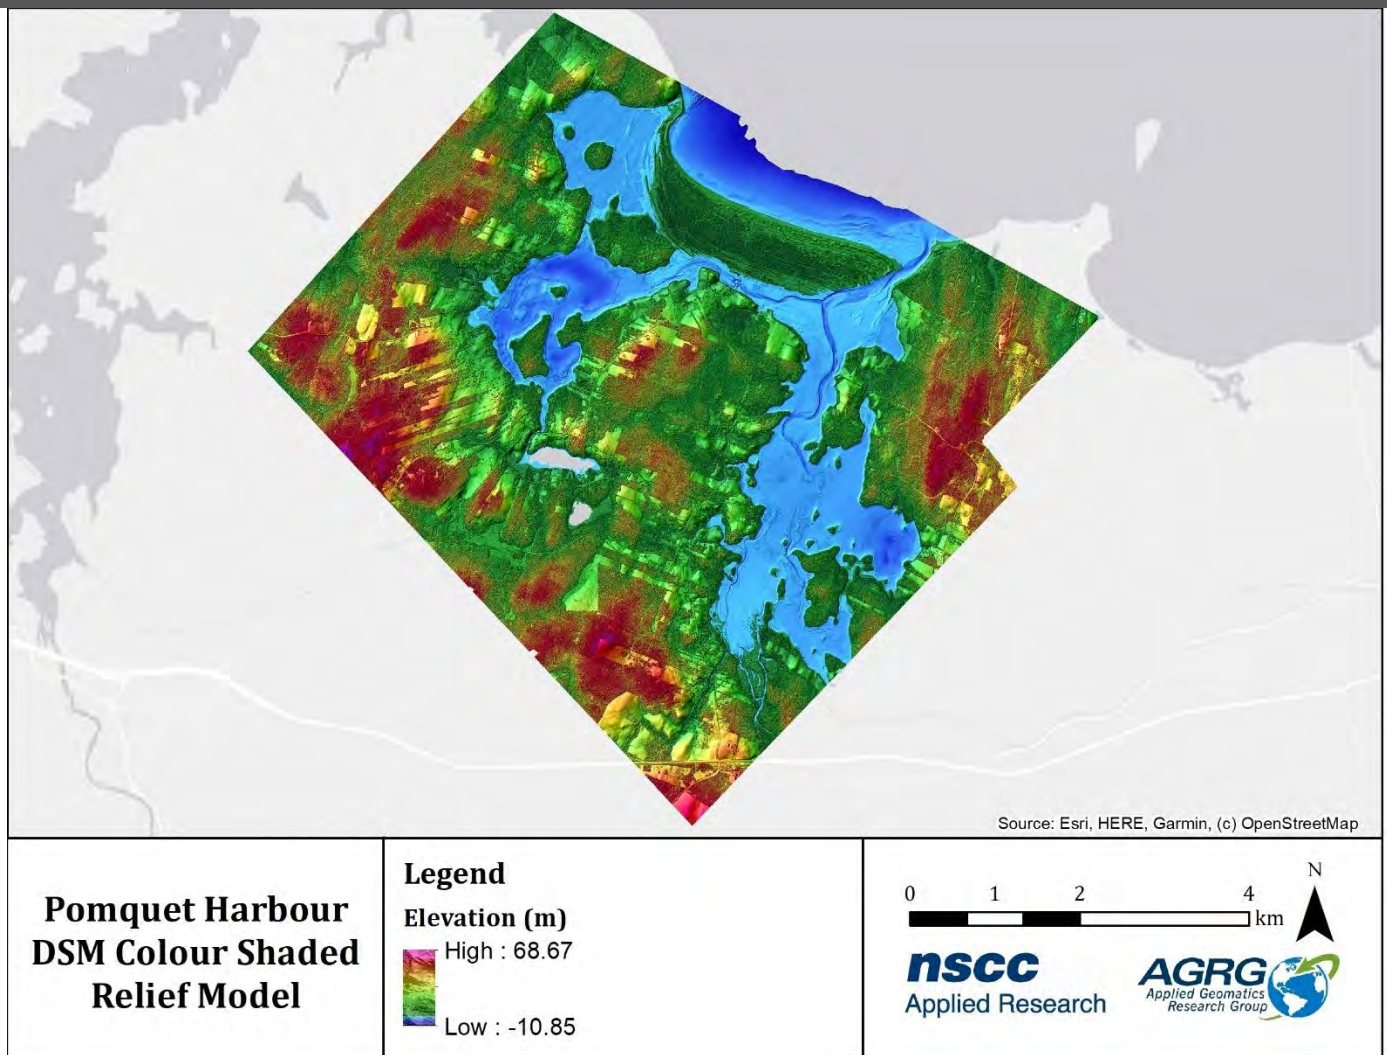 Source: Esri, HERE, Garmin, (c) OpenStreetMap
Pomquet Harbour
DSM Colour Shaded
Relief Model
Legend
Elevation (m)
High : 68.67
Low : -10.85
0 1 2 4
km
N
nscc
Applied Research
AGRG
Applied Geomatics
Research Group